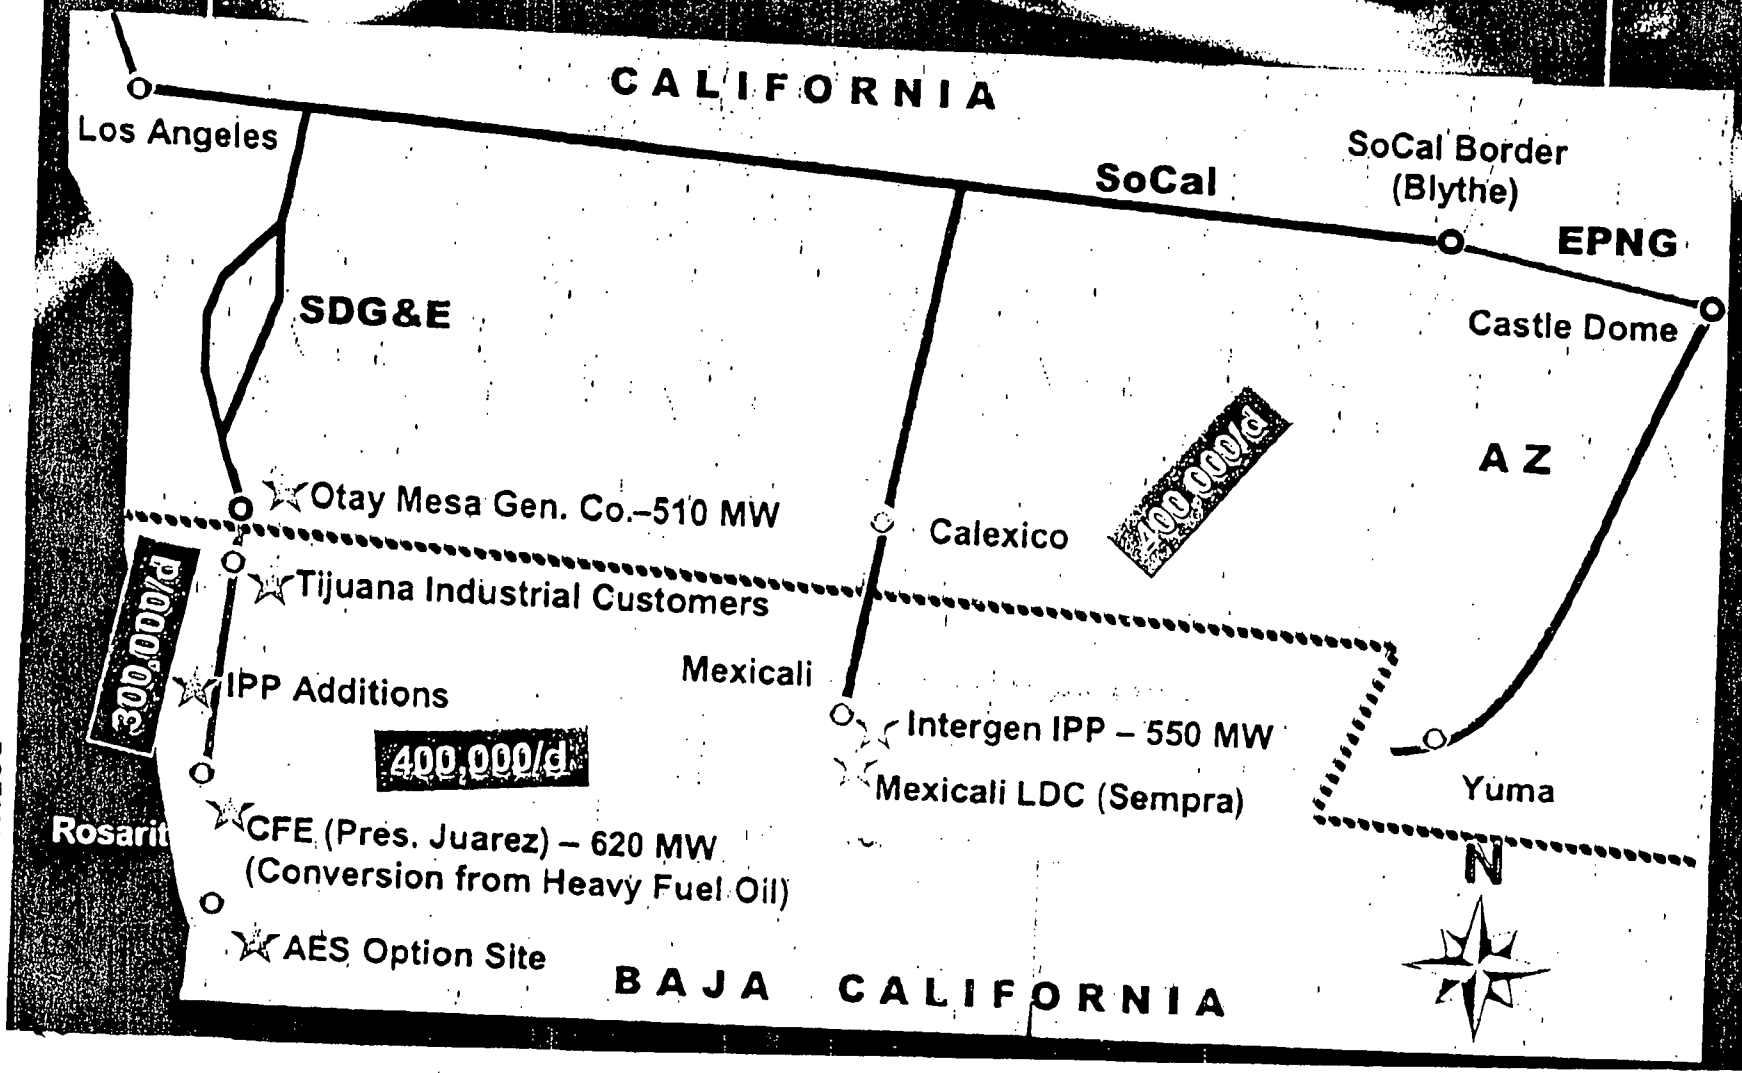 CALIFORNIA
Los Angeles
SoCal Border
(Blythe)
SoCal
EPNG
SDG&E
Castle Dome
400,000/d
AZ
Otay Mesa Gen. Co.–510 MW
Calexico
300,000/d
Tijuana Industrial Customers
Mexicali
IPP Additions
Intergen IPP – 550 MW
400,000/d
Mexicali LDC (Sempra)
Yuma
Rosarit
CFE (Pres. Juarez) – 620 MW
(Conversion from Heavy Fuel Oil)
N
AES Option Site
BAJA CALIFORNIA